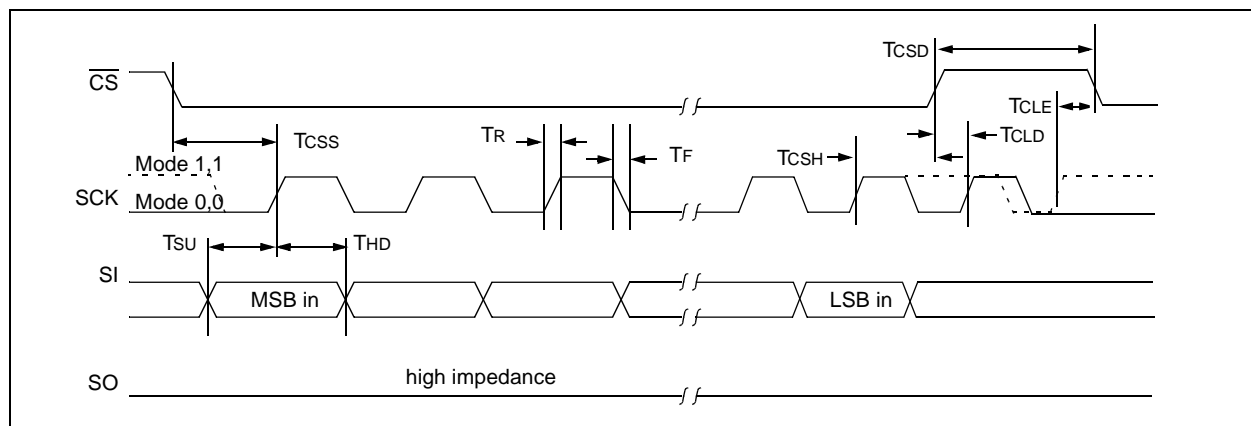 TCSD
CS
TCLE
TCSS
TR
TF
TCSH
TCLD
Mode 1,1
SCK
Mode 0,0
TSU
THD
SI
MSB in
LSB in
high impedance
SO